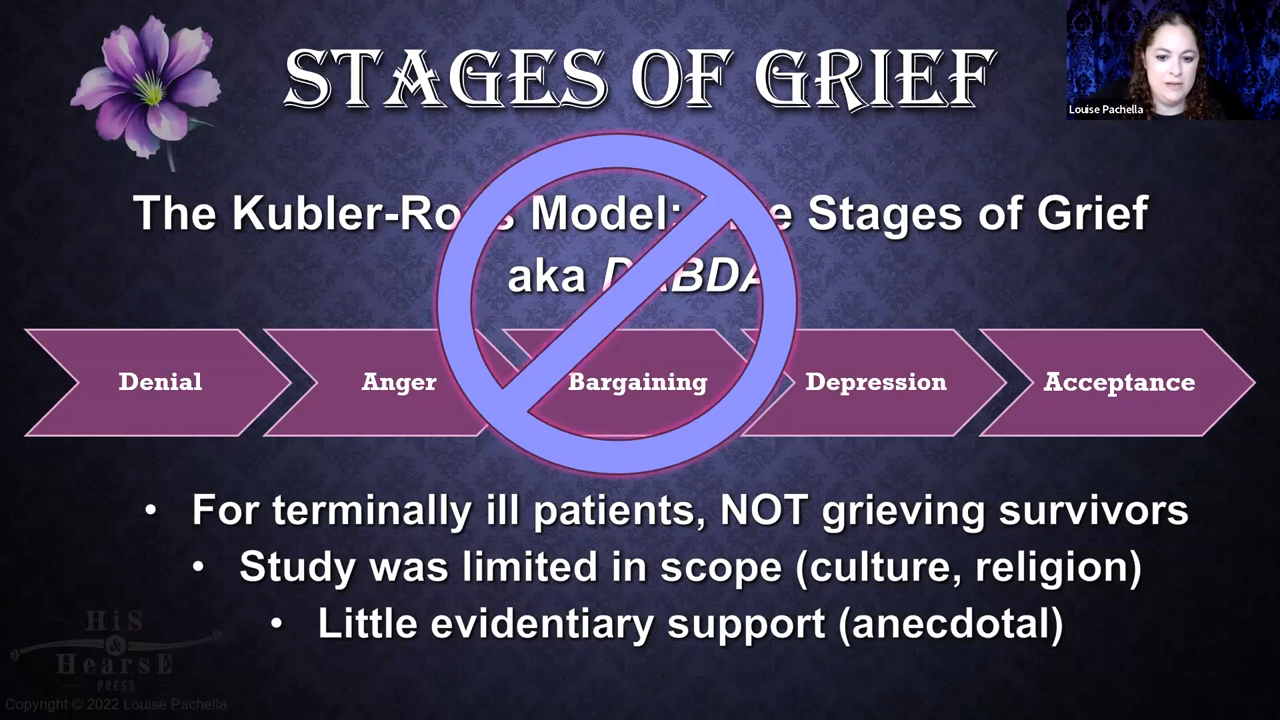 STAGES OF GRIEF
Louise Pachella
The Kubler-Ross Model: Stages of Grief
aka DABDA
Denial
Anger
Bargaining
Depression
Acceptance
• For terminally ill patients, NOT grieving survivors
• Study was limited in scope (culture, religion)
• Little evidentiary support (anecdotal)
HiS
&
HearsE
PRESS
Copyright © 2022 Louise Pachella